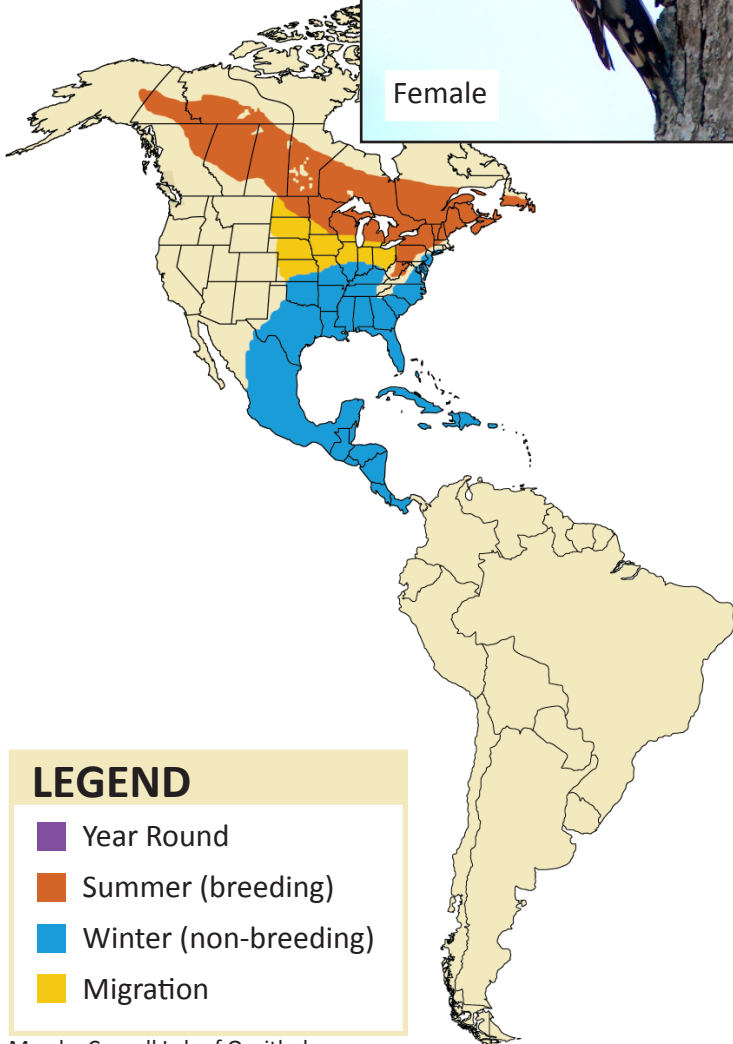 Female
LEGEND
Year Round
Summer (breeding)
Winter (non-breeding)
Migration